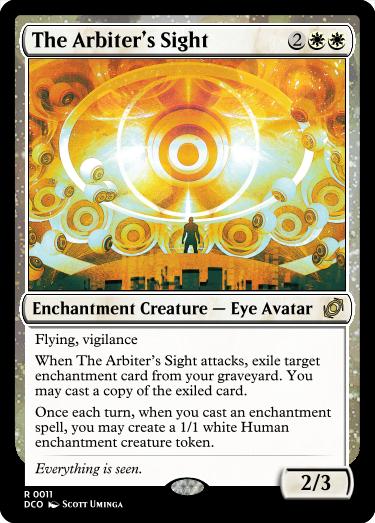 The Arbiter's Sight 2
Enchantment Creature — Eye Avatar
Flying, vigilance
When The Arbiter's Sight attacks, exile target
enchantment card from your graveyard. You
may cast a copy of the exiled card.
Once each turn, when you cast an enchantment
spell, you may create a 1/1 white Human
enchantment creature token.
Everything is seen.
2/3
R 0011
DCO Scott Uminga